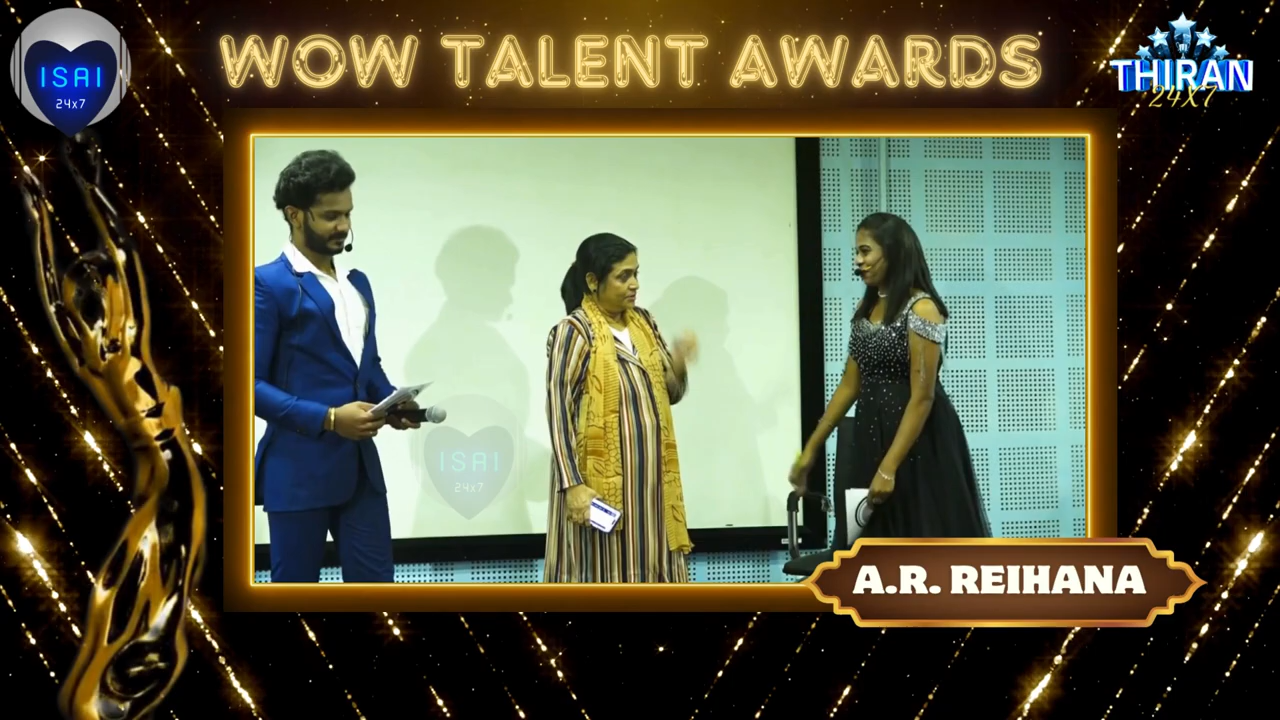 WOW TALENT AWARDS
ISAI
24x7
THIRAN
24X7
ISAI
24x7
A.R. REIHANA